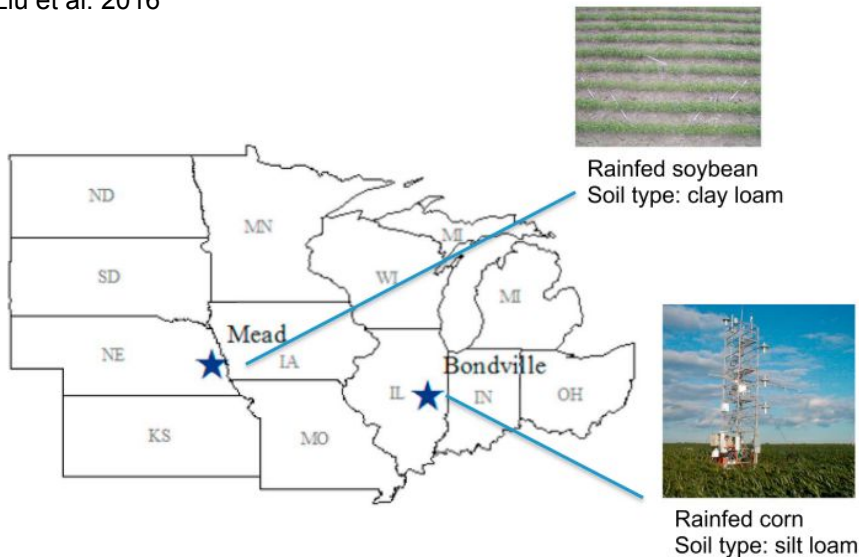 Liu et al. 2016
Rainfed soybean
Soil type: clay loam
ND
MN
MI
WI
SD
MI
Mead
NE
IA
Bondville
IL
IN
OH
KS
MO
Rainfed corn
Soil type: silt loam